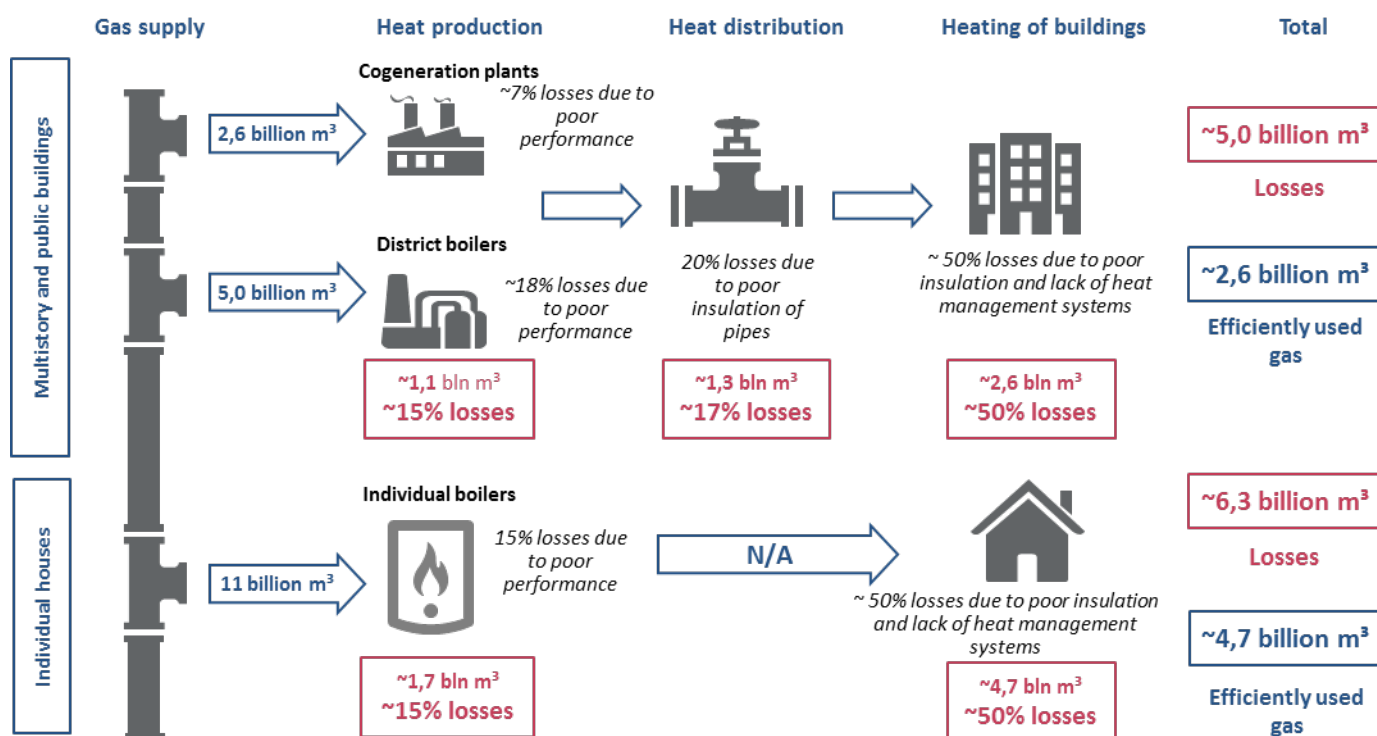 Gas supply
Heat production
Heat distribution
Heating of buildings
Total
Multistory and public buildings
2,6 billion m³
Cogeneration plants
~7% losses due to
poor
performance
5,0 billion m³
District boilers
~18% losses due
to poor
performance
20% losses due
to poor
insulation of
pipes
~ 50% losses due to poor
insulation and lack of heat
management systems
~1,1 bln m³
~15% losses
~1,3 bln m³
~17% losses
~2,6 bln m³
~50% losses
~5,0 billion m³
Losses
~2,6 billion m³
Efficiently used
gas
Individual houses
11 billion m³
Individual boilers
15% losses due
to poor
performance
N/A
~ 50% losses due to poor insulation
and lack of heat management
systems
~1,7 bln m³
~15% losses
~4,7 bln m³
~50% losses
~6,3 billion m³
Losses
~4,7 billion m³
Efficiently used
gas